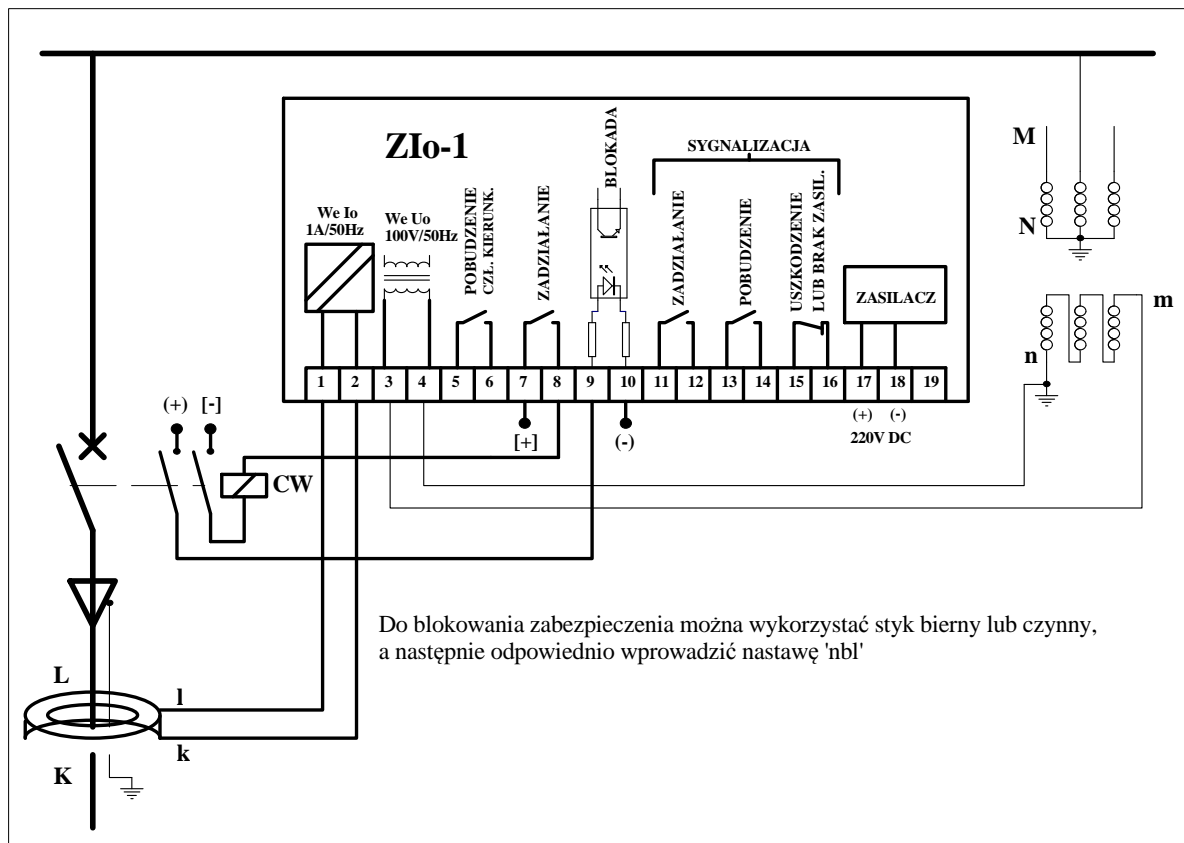 M
ZIo-1
BLOKADA
SYGNALIZACJA
We Io
1A/50Hz
We Uo
100V/50Hz
POBUDZENIE
CZŁ. KIERUNK.
ZADZIAŁANIE
ZADZIAŁANIE
POBUDZENIE
USZKODZENIE
LUB BRAK ZASIL.
ZASILACZ
N
m
n
1 2 3 4 5 6 7 8 9 10 11 12 13 14 15 16 17 18 19
(+) [-]
[+]
(-)
(+) (-)
220V DC
CW
Do blokowania zabezpieczenia można wykorzystać styk bierny lub czynny,
a następnie odpowiednio wprowadzić nastawę 'nbl'
L
l
k
K